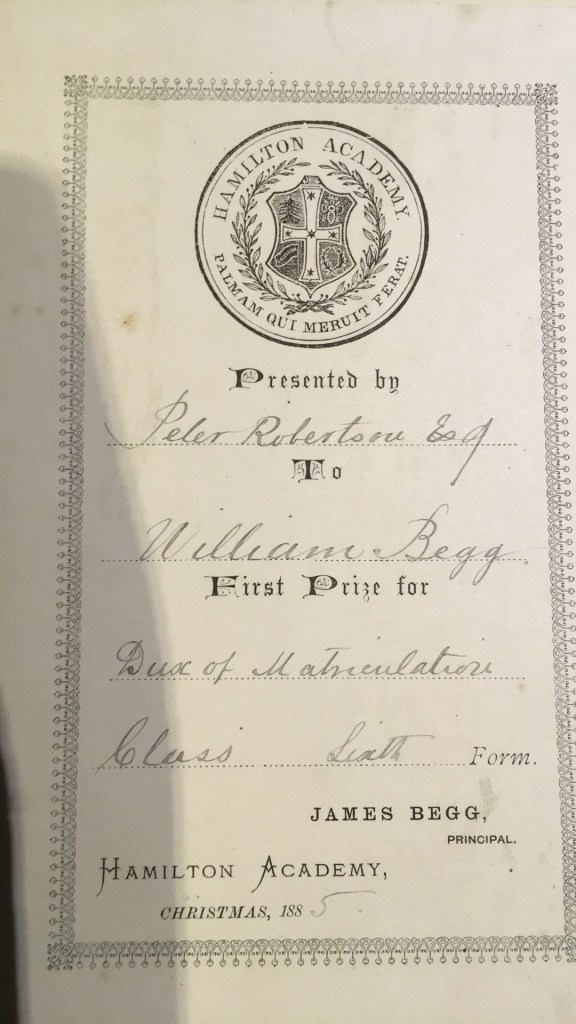 HAMILTON ACADEMY.
PALMAM QUI MERUIT FERAT.
Presented by
Peter Robertson Esq
To
William Begg.
First Prize for
Dux of Matriculation
Class Sixth Form.
JAMES BEGG,
PRINCIPAL.
HAMILTON ACADEMY,
CHRISTMAS, 1885.